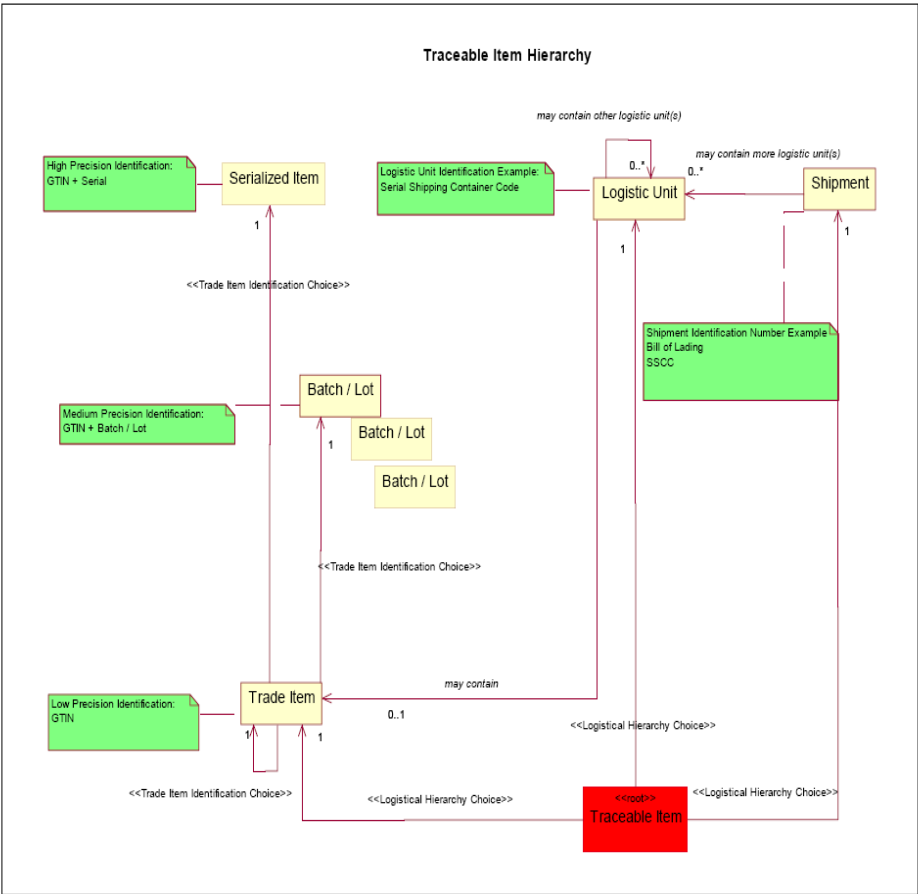 Traceable Item Hierarchy
may contain other logistic unit(s)
may contain more logistic unit(s)
High Precision Identification:
GTIN + Serial
Serialized Item
Logistic Unit Identification Example:
Serial Shipping Container Code
0..*
0..*
Logistic Unit
Shipment
1
1
1
<<Trade Item Identification Choice>>
Shipment Identification Number Example
Bill of Lading
SSCC
Batch / Lot
Medium Precision Identification:
GTIN + Batch / Lot
1
Batch / Lot
Batch / Lot
<<Trade Item Identification Choice>>
Low Precision Identification:
GTIN
Trade Item
may contain
0..1
1
1
<<Logistical Hierarchy Choice>>
<<Trade Item Identification Choice>>
<<Logistical Hierarchy Choice>>
<<root>>
Traceable Item
<<Logistical Hierarchy Choice>>